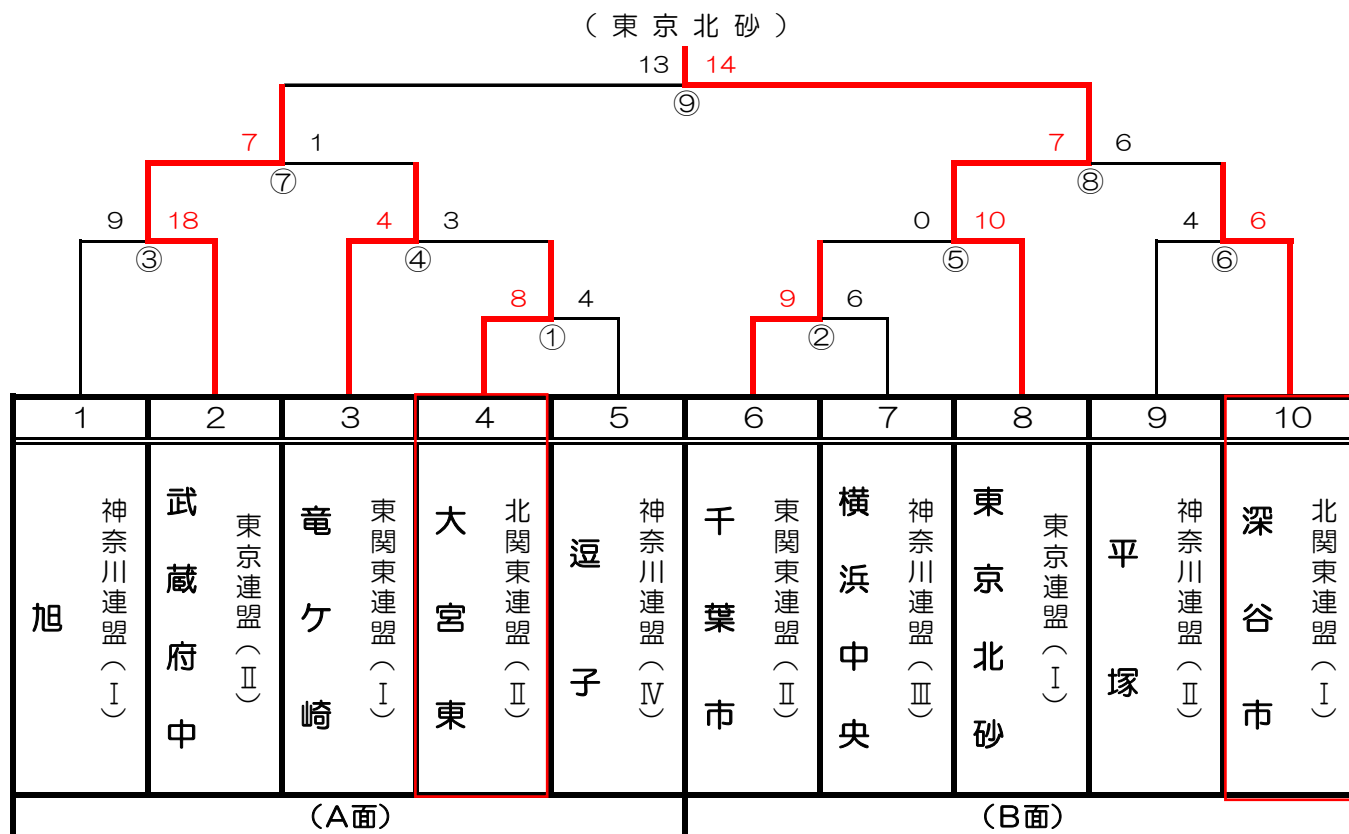 （東京北砂）
13 14
⑨
7 1
7 6
⑦
⑧
9 18
4 3
0 10
4 6
③
④
⑤
⑥
8 4
9 6
①
②
1 2 3 4 5 6 7 8 9 10
旭
神奈川連盟（Ⅰ）
武蔵府中
東京連盟（Ⅱ）
竜ケ崎
東関東連盟（Ⅰ）
大宮東
北関東連盟（Ⅱ）
逗子
神奈川連盟（Ⅳ）
千葉市
東関東連盟（Ⅱ）
横浜中央
神奈川連盟（Ⅲ）
東京北砂
東京連盟（Ⅰ）
平塚
神奈川連盟（Ⅱ）
深谷市
北関東連盟（Ⅰ）
（A面）
（B面）